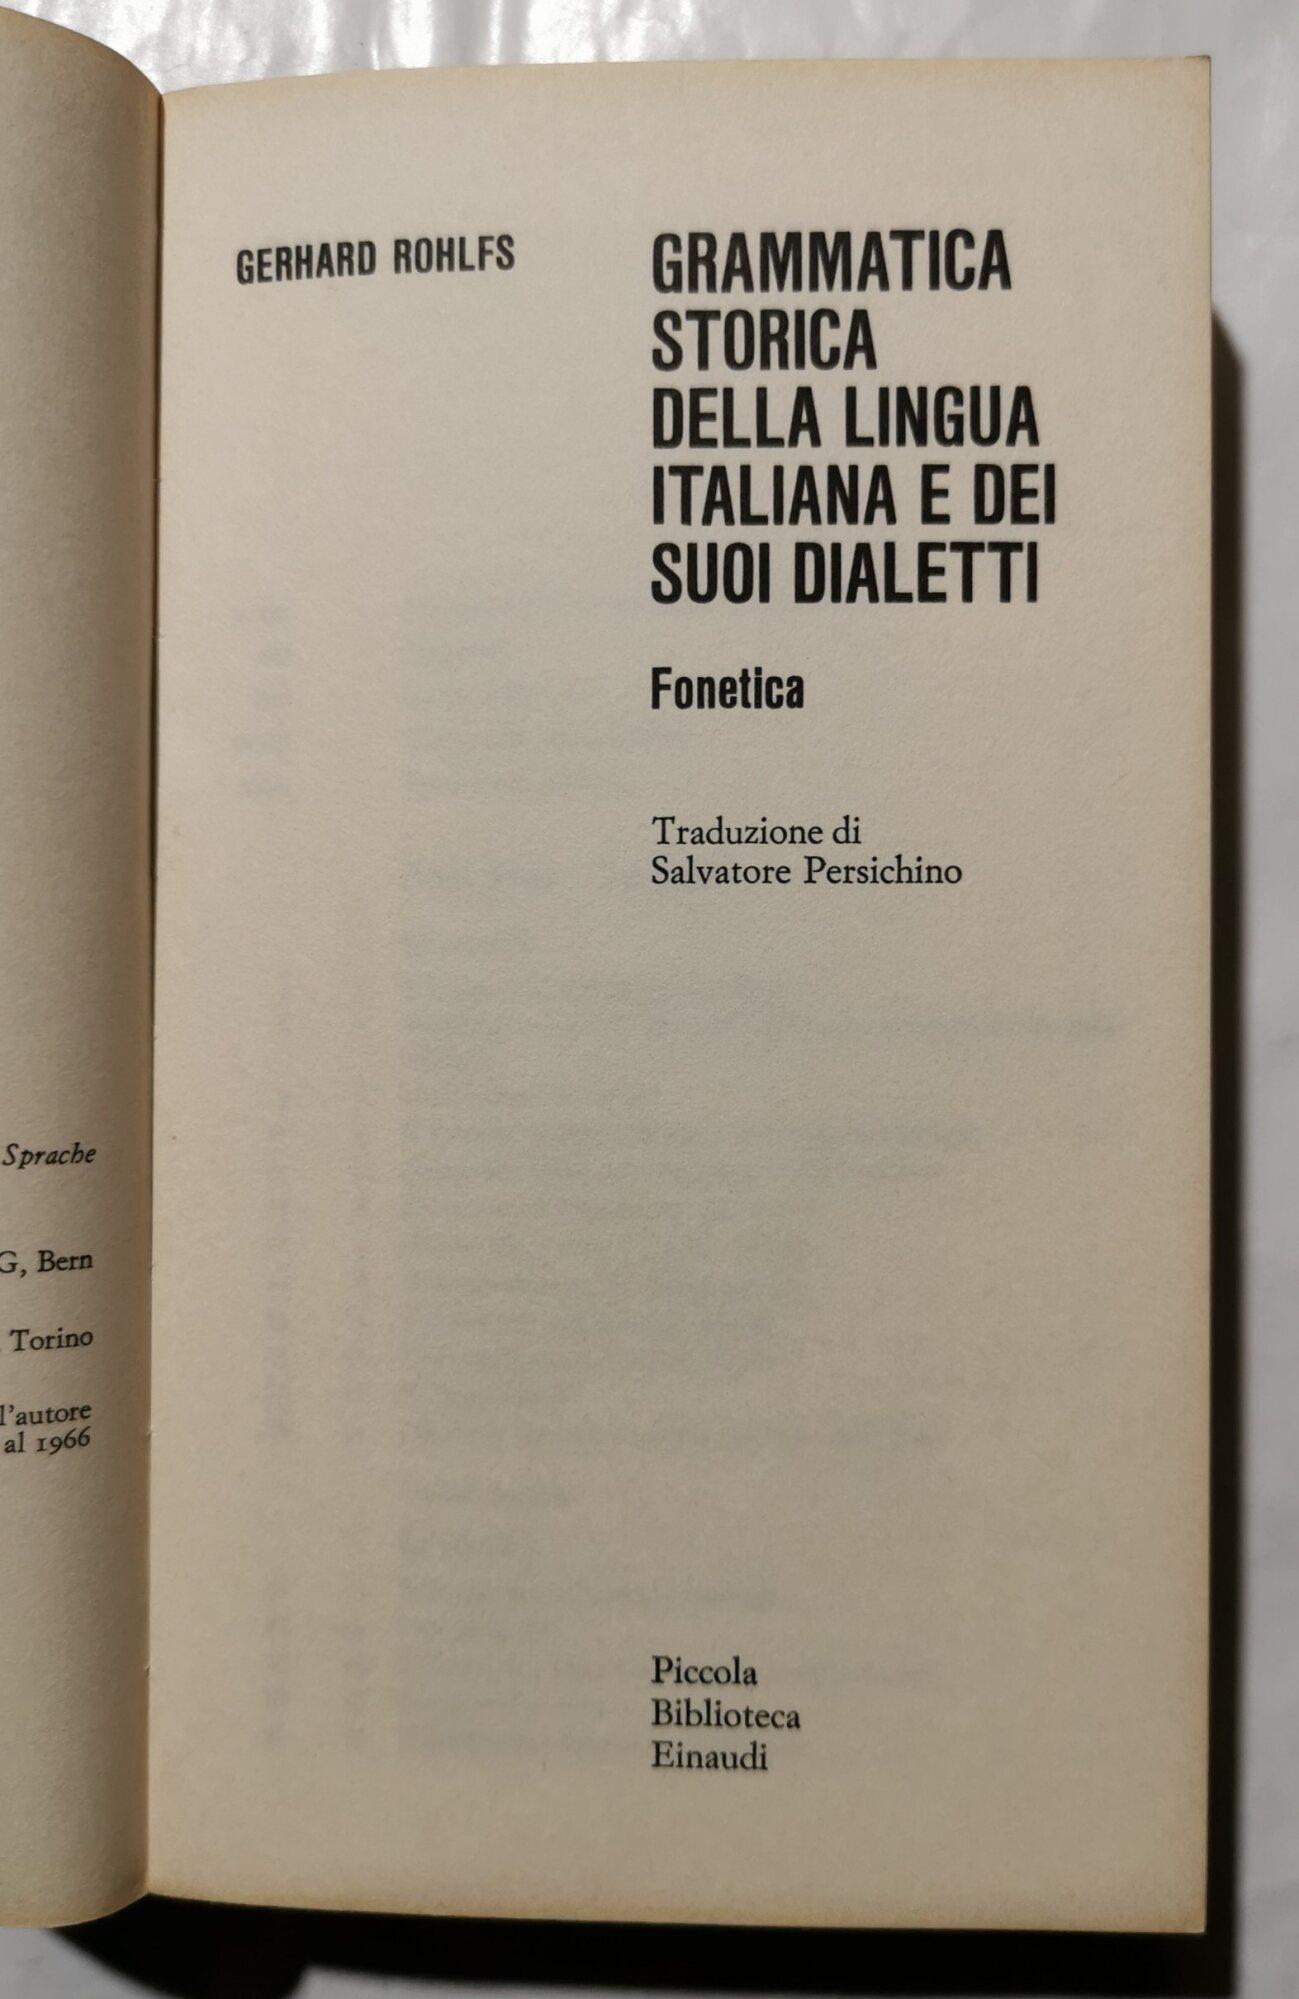 Sprache
G, Bern
Torino
l'autore
al 1966
GERHARD ROHLFS
GRAMMATICA
STORICA
DELLA LINGUA
ITALIANA E DEI
SUOI DIALETTI
Fonetica
Traduzione di
Salvatore Persichino
Piccola
Biblioteca
Einaudi